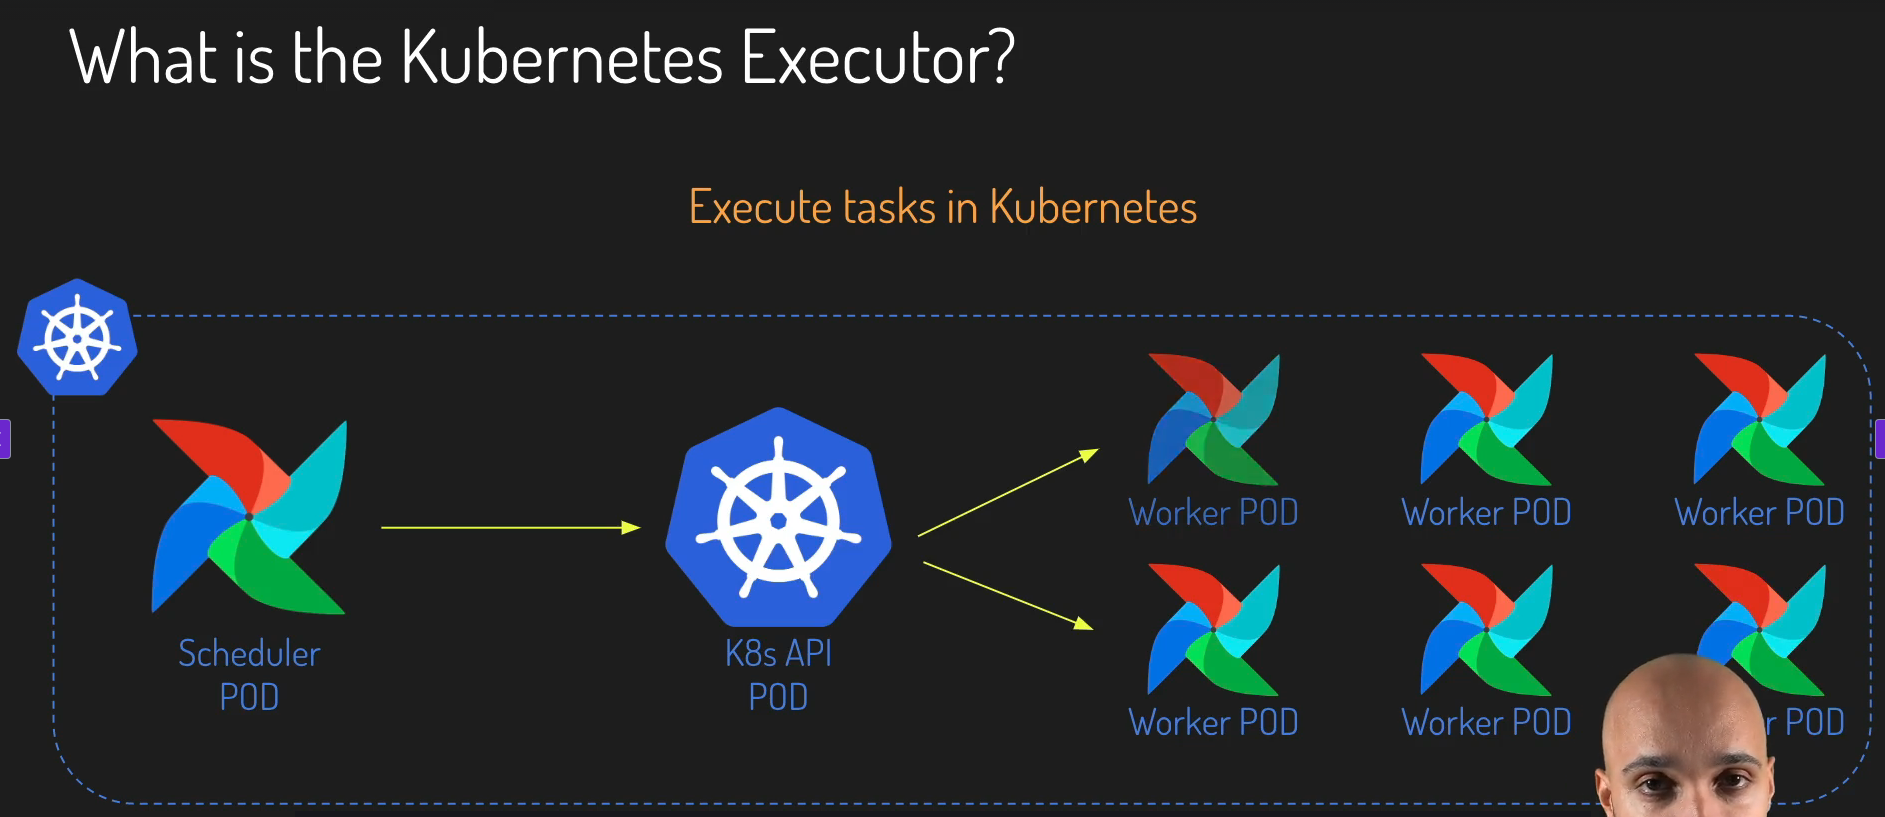 What is the Kubernetes Executor?
Execute tasks in Kubernetes
Scheduler
POD
K8s API
POD
Worker POD
Worker POD
Worker POD
Worker POD
Worker POD
POD